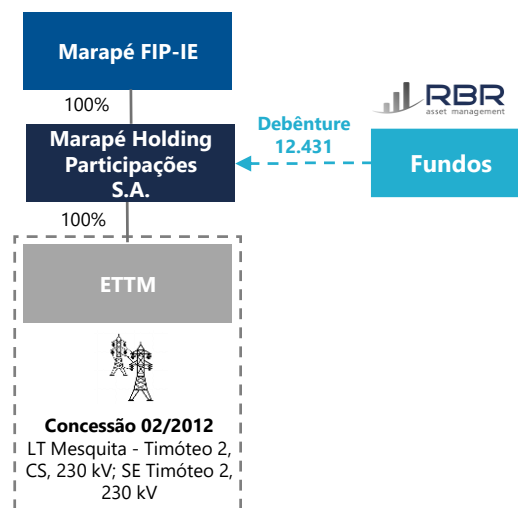 Marapé FIP-IE
100%
RBR
asset management
Debênture
12.431
Marapé Holding
Participações
S.A.
Fundos
100%
ETTM
Concessão 02/2012
LT Mesquita - Timóteo 2,
CS, 230 kV; SE Timóteo 2,
230 kV